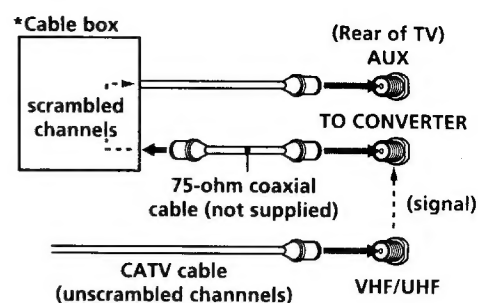 *Cable box
(Rear of TV)
AUX
scrambled
channels
TO CONVERTER
75-ohm coaxial
cable (not supplied)
(signal)
CATV cable
(unscrambled channnels)
VHF/UHF